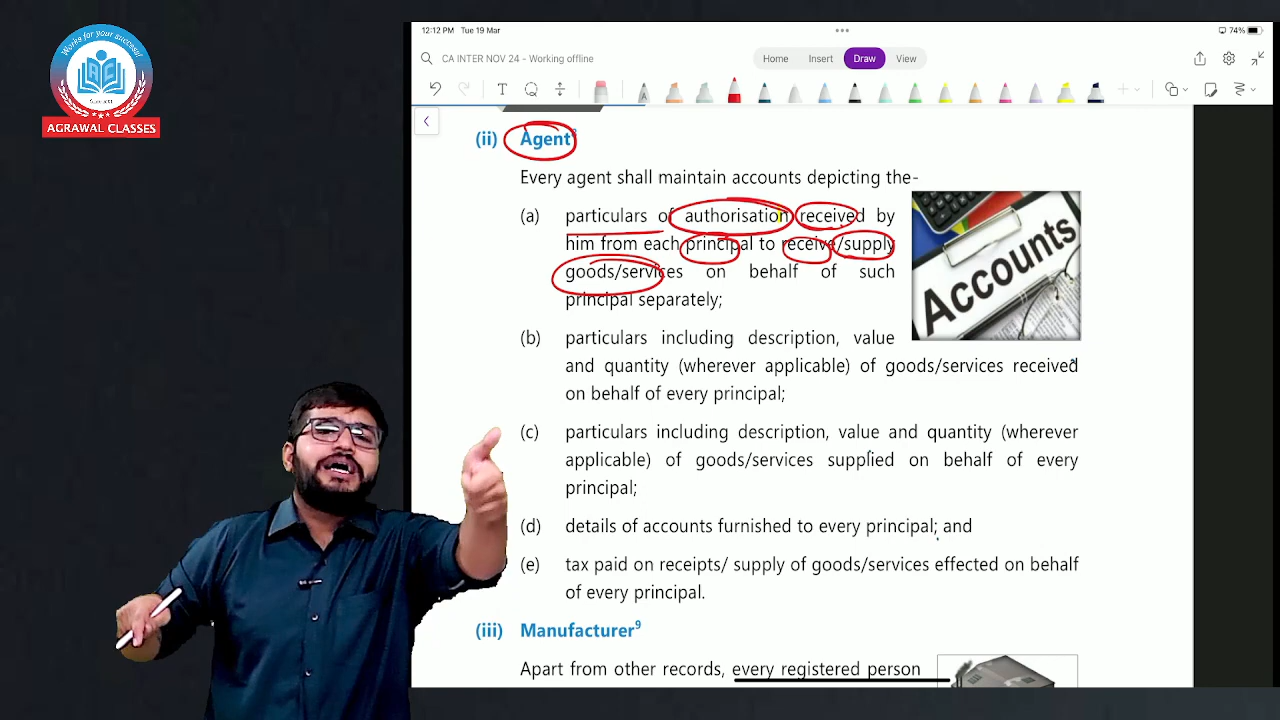 Works for your success
AC
AGRAWAL CLASSES
12:12 PM Tue 19 Mar
74%
CA INTER NOV 24 - Working offline
Home Insert Draw View
(ii) Agent
Every agent shall maintain accounts depicting the-
(a) particulars of authorisation received by
him from each principal to receive/supply
goods/services on behalf of such
principal separately;
(b) particulars including description, value
and quantity (wherever applicable) of goods/services received
on behalf of every principal;
(c) particulars including description, value and quantity (wherever
applicable) of goods/services supplied on behalf of every
principal;
(d) details of accounts furnished to every principal; and
(e) tax paid on receipts/ supply of goods/services effected on behalf
of every principal.
Accounts
(iii) Manufacturer9
Apart from other records, every registered person